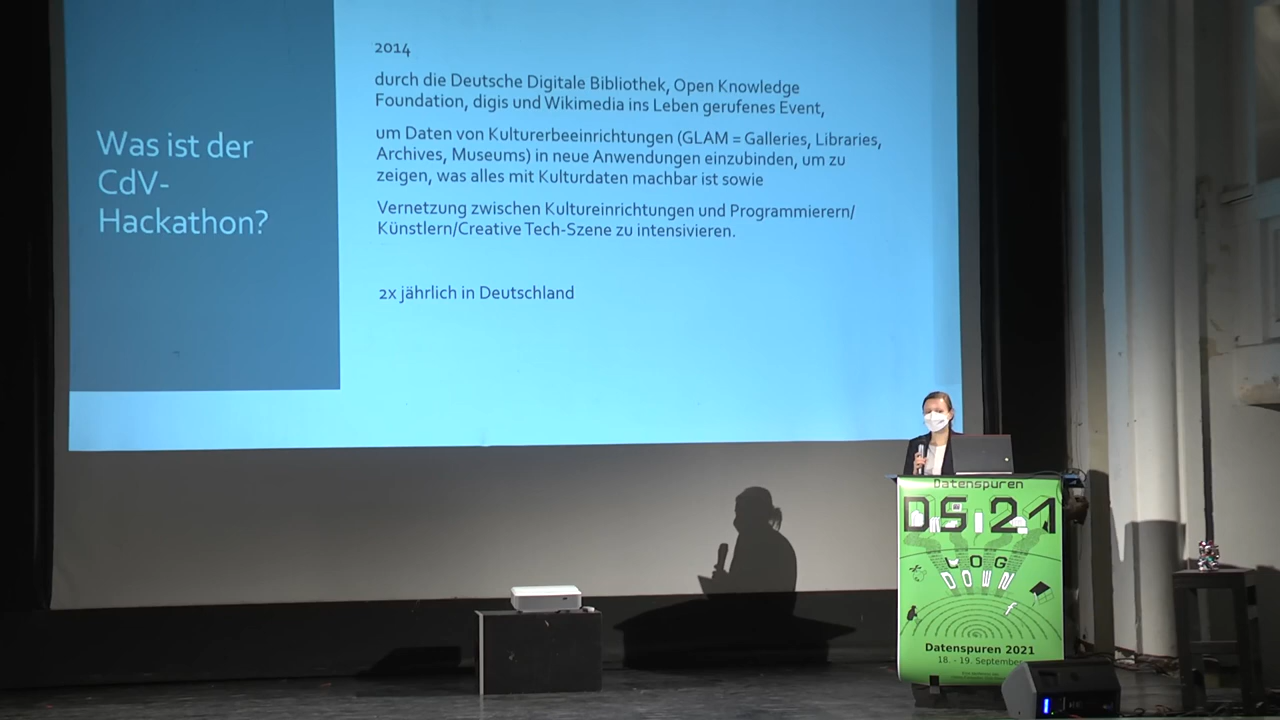 Was ist der
CdV-
Hackathon?
2014
durch die Deutsche Digitale Bibliothek, Open Knowledge
Foundation, digis und Wikimedia ins Leben gerufenes Event,
um Daten von Kulturerbeeinrichtungen (GLAM = Galleries, Libraries,
Archives, Museums) in neue Anwendungen einzubinden, um zu
zeigen, was alles mit Kulturdaten machbar ist sowie
Vernetzung zwischen Kultureinrichtungen und Programmierern/
Künstlern/Creative Tech-Szene zu intensivieren.
2x jährlich in Deutschland
Datenspuren
DS21
LOG
DOWN
Datenspuren 2021
18. - 19. September